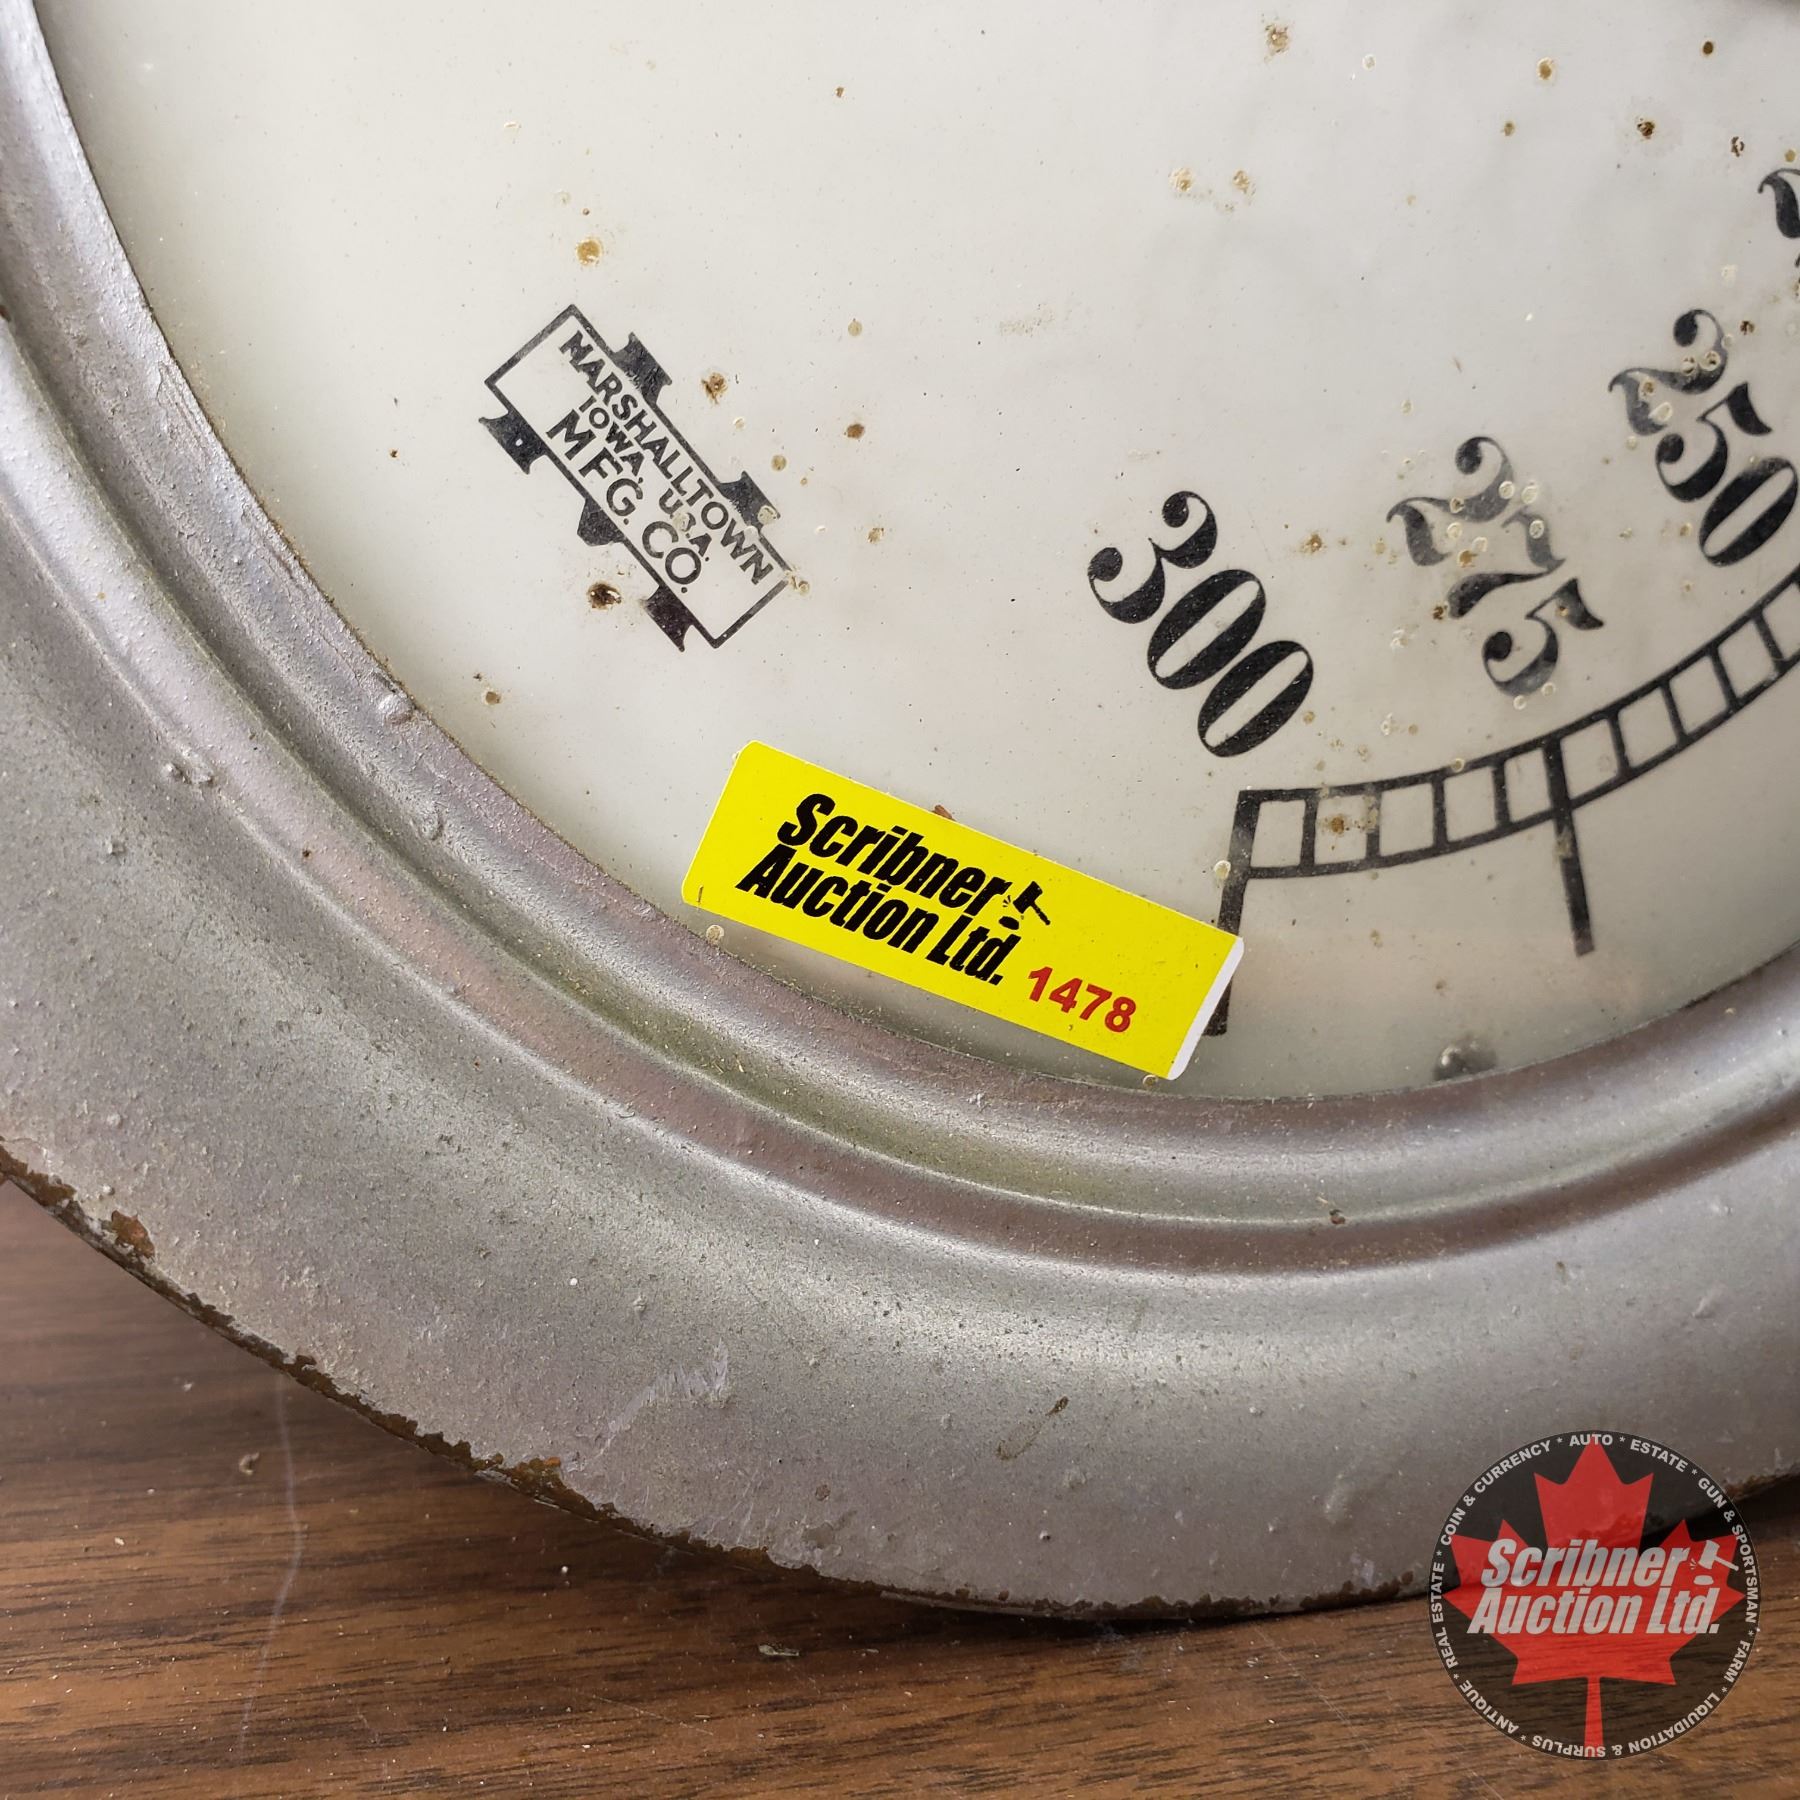 MARSHALLTOWN
IOWA. U.S.A.
MFG. CO.
300
275
250
Scribner
Auction Ltd.
1478
Scribner
Auction Ltd.
REAL ESTATE * COIN & CURRENCY * AUTO * ESTATE * GUN & SPORTSMAN * FARM * LIQUIDATION & SURPLUS * ANTIQUE *